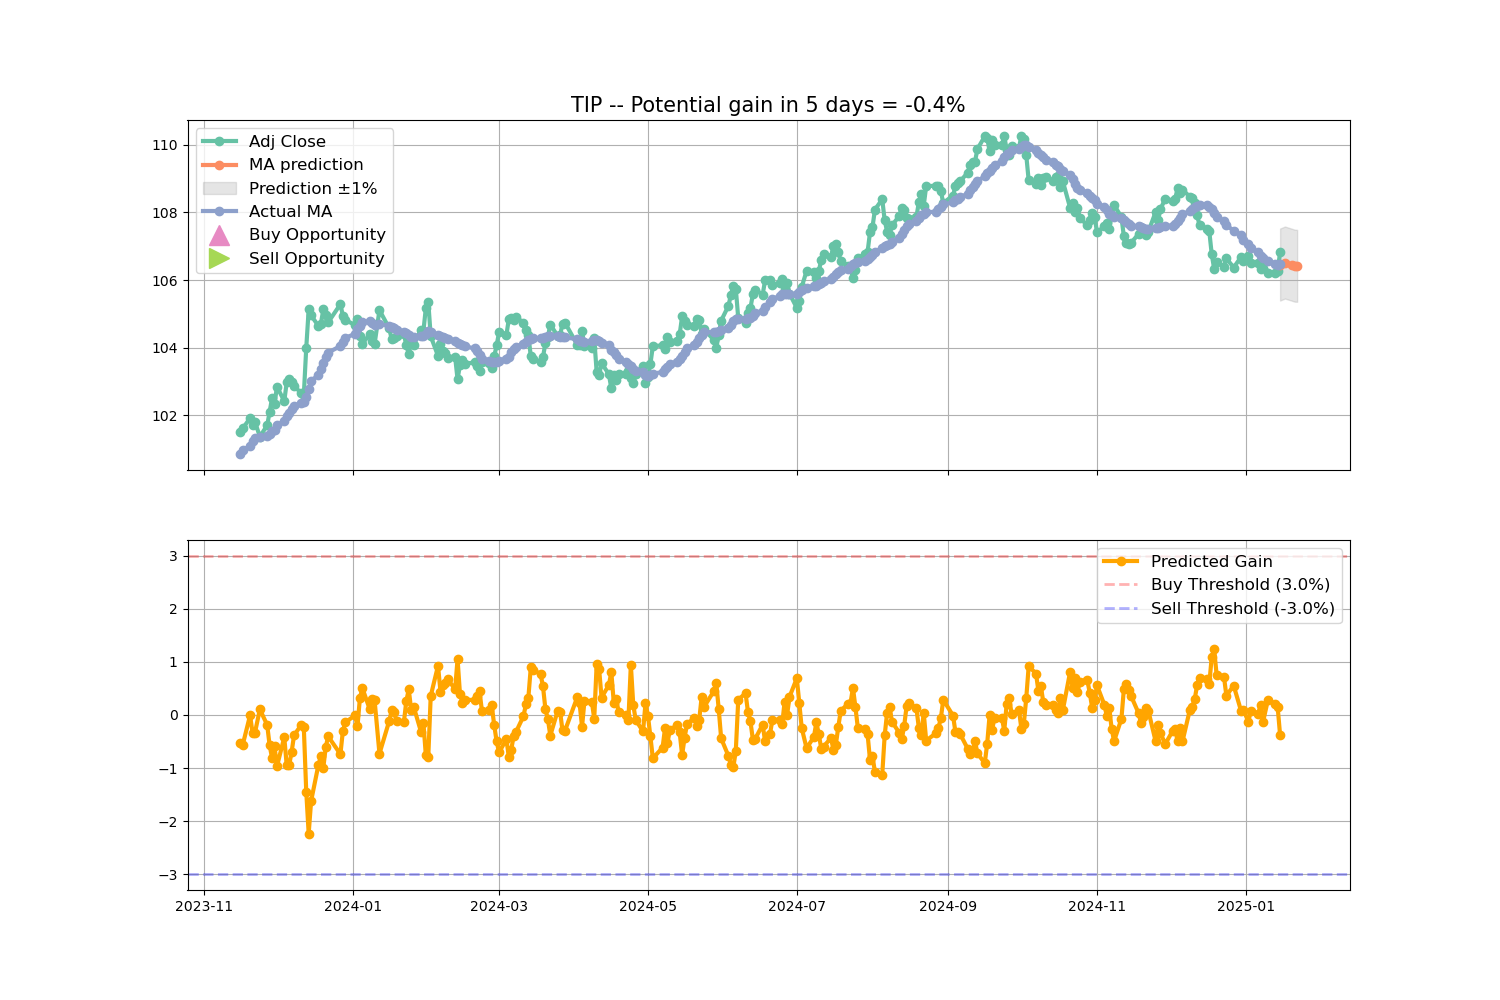 TIP -- Potential gain in 5 days = -0.4%
110
108
106
104
102
Adj Close
MA prediction
Prediction ±1%
Actual MA
Buy Opportunity
Sell Opportunity
3
2
1
0
−1
−2
−3
Predicted Gain
Buy Threshold (3.0%)
Sell Threshold (-3.0%)
2023-11 2024-01 2024-03 2024-05 2024-07 2024-09 2024-11 2025-01